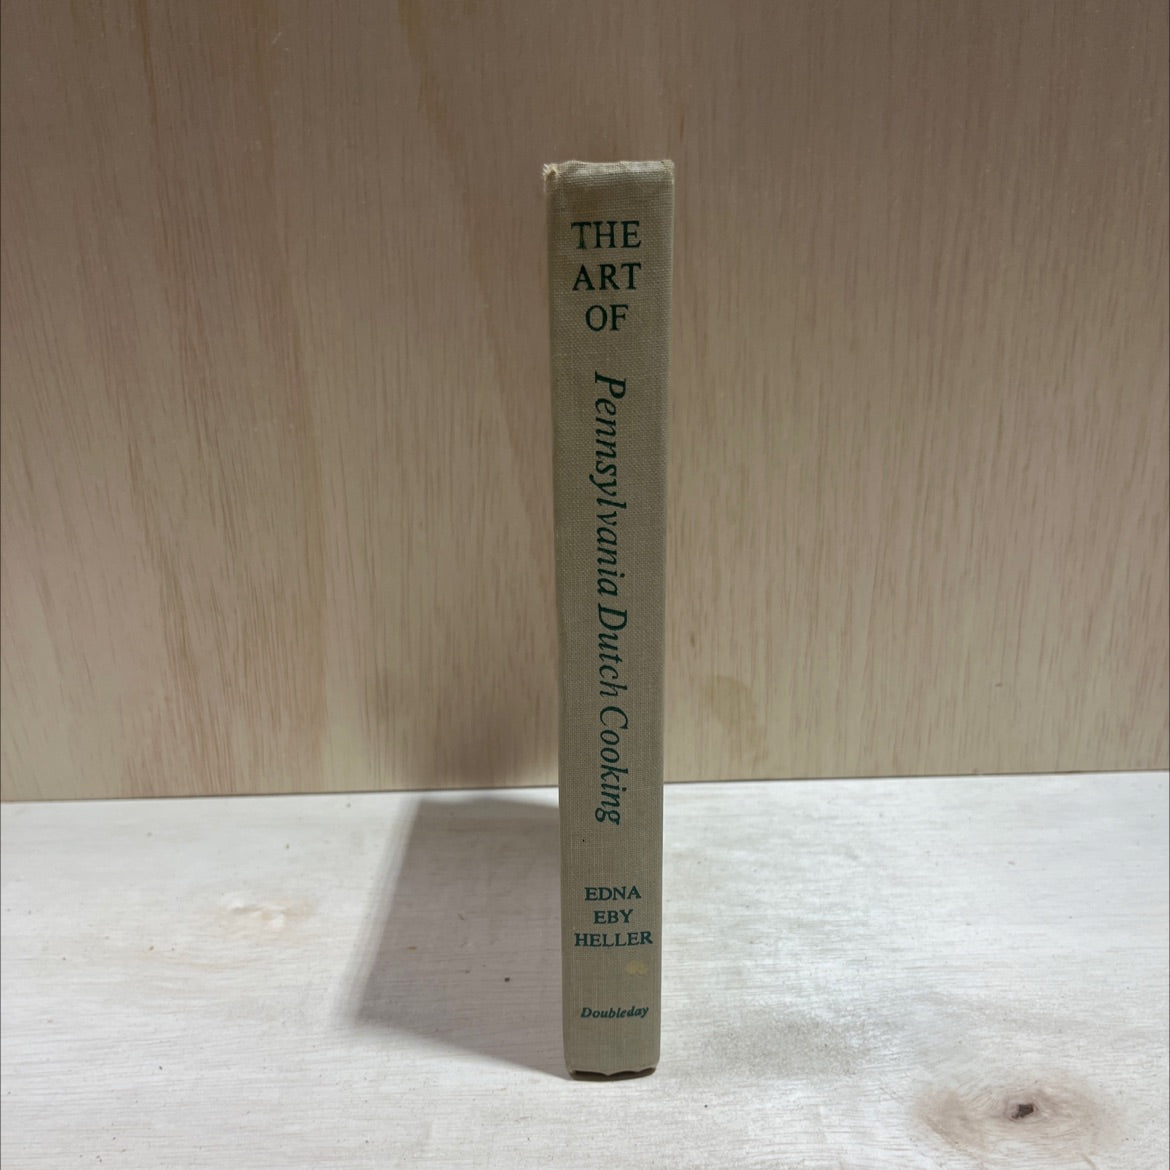 THE
ART
OF
Pennsylvania Dutch Cooking
EDNA
EBY
HELLER
Doubleday